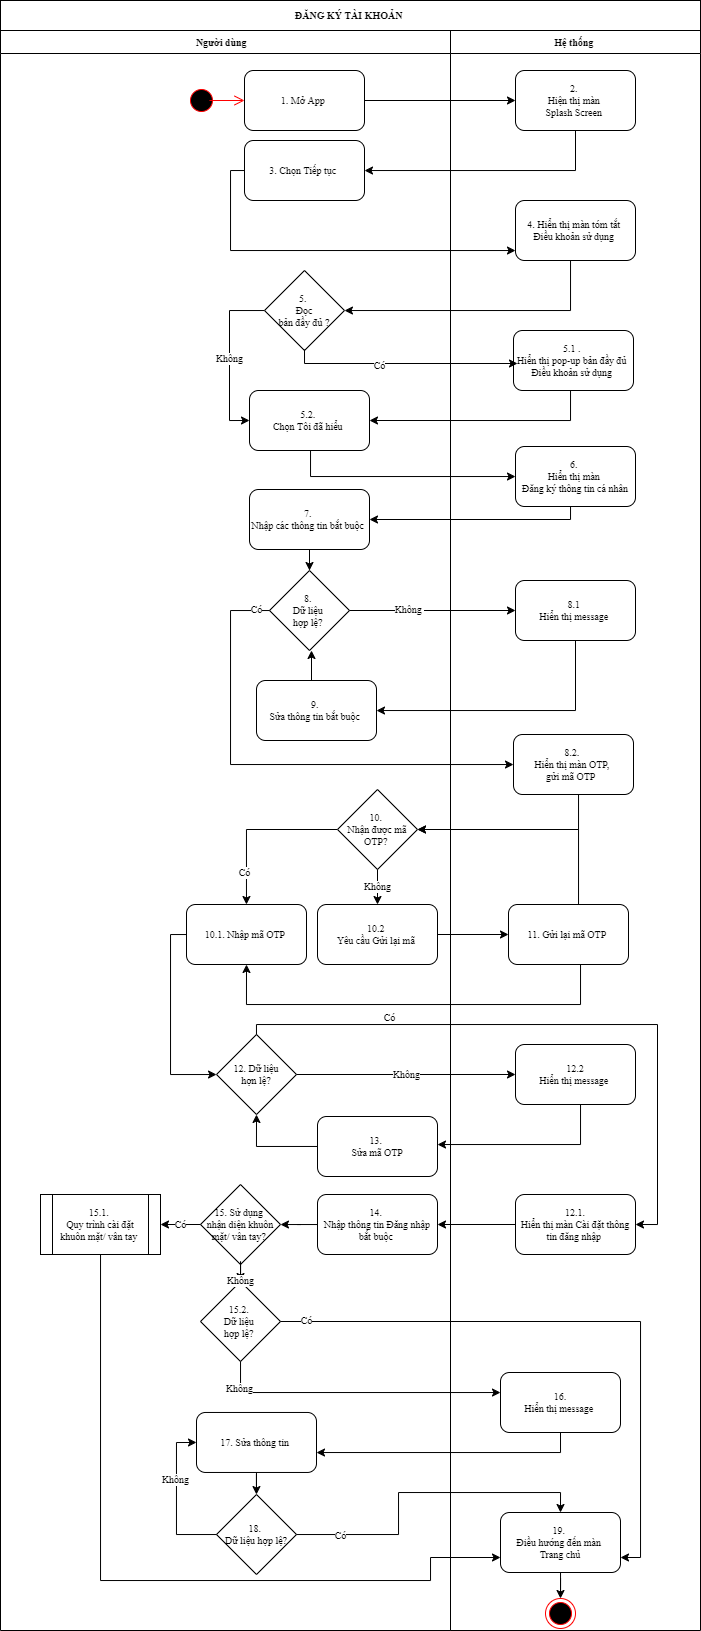 ĐĂNG KÝ TÀI KHOẢN
Người dùng
Hệ thống
1. Mở App
2.
Hiện thị màn
Splash Screen
3. Chọn Tiếp tục
4. Hiển thị màn tóm tắt
Điều khoản sử dụng
5.
Đọc
bản đầy đủ ?
Không
Có
5.1 .
Hiển thị pop-up bản đầy đủ
Điều khoản sử dụng
5.2.
Chọn Tôi đã hiểu
6.
Hiển thị màn
Đăng ký thông tin cá nhân
7.
Nhập các thông tin bắt buộc
8.
Dữ liệu
hợp lệ?
Có
Không
8.1
Hiển thị message
9.
Sửa thông tin bắt buộc
8.2.
Hiển thị màn OTP,
gửi mã OTP
10.
Nhận được mã
OTP?
Có
Không
10.1. Nhập mã OTP
10.2
Yêu cầu Gửi lại mã
11. Gửi lại mã OTP
Có
12. Dữ liệu
hơn lệ?
Không
12.2
Hiển thị message
13.
Sửa mã OTP
15.1.
Quy trình cài đặt
khuôn mặt/ vân tay
Có
15. Sử dụng
nhận diện khuôn
mặt/ vân tay?
14.
Nhập thông tin Đăng nhập
bắt buộc
12.1.
Hiển thị màn Cài đặt thông
tin đăng nhập
Không
15.2.
Dữ liệu
hợp lệ?
Có
Không
16.
Hiển thị message
17. Sửa thông tin
Không
18.
Dữ liệu hợp lệ?
Có
19.
Điều hướng đến màn
Trang chủ